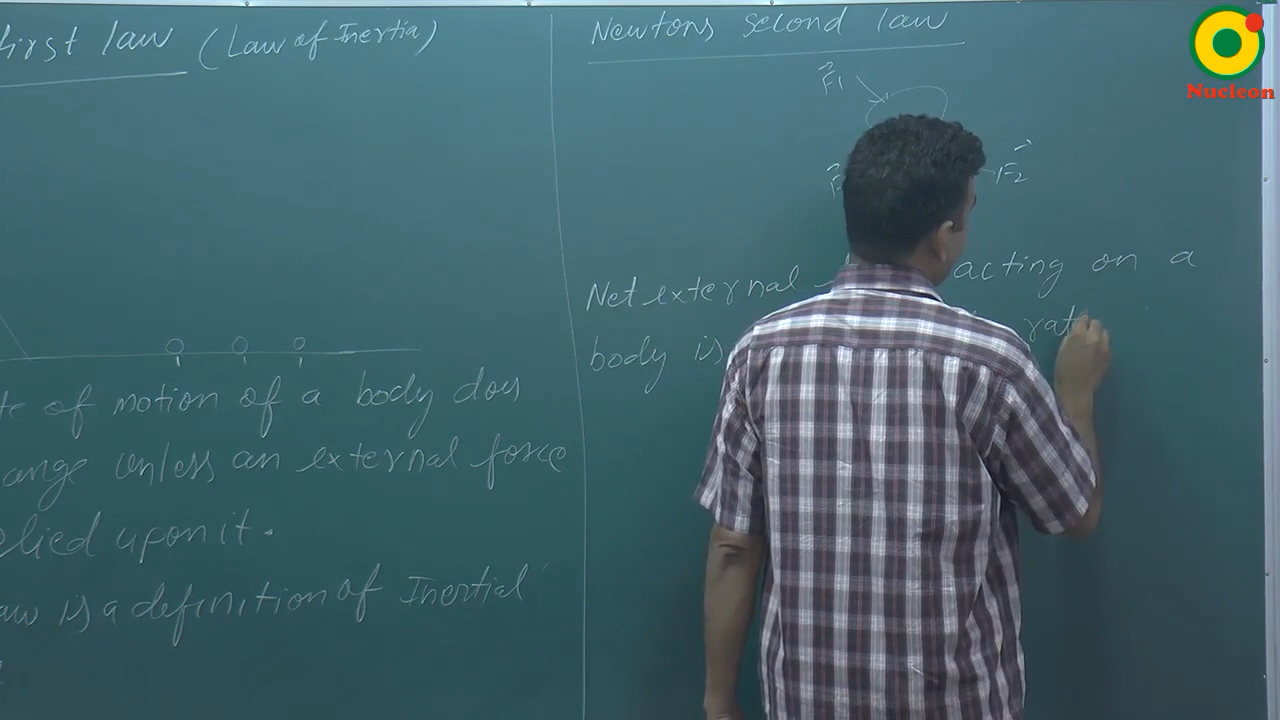 first law (Law of Inertia)
te of motion of a body does
ange unless an external force
plied upon it.
aw is a definition of Inertial
Newtons second law
F1
F2
F
Net external acting on a
body is rate
Nucleon